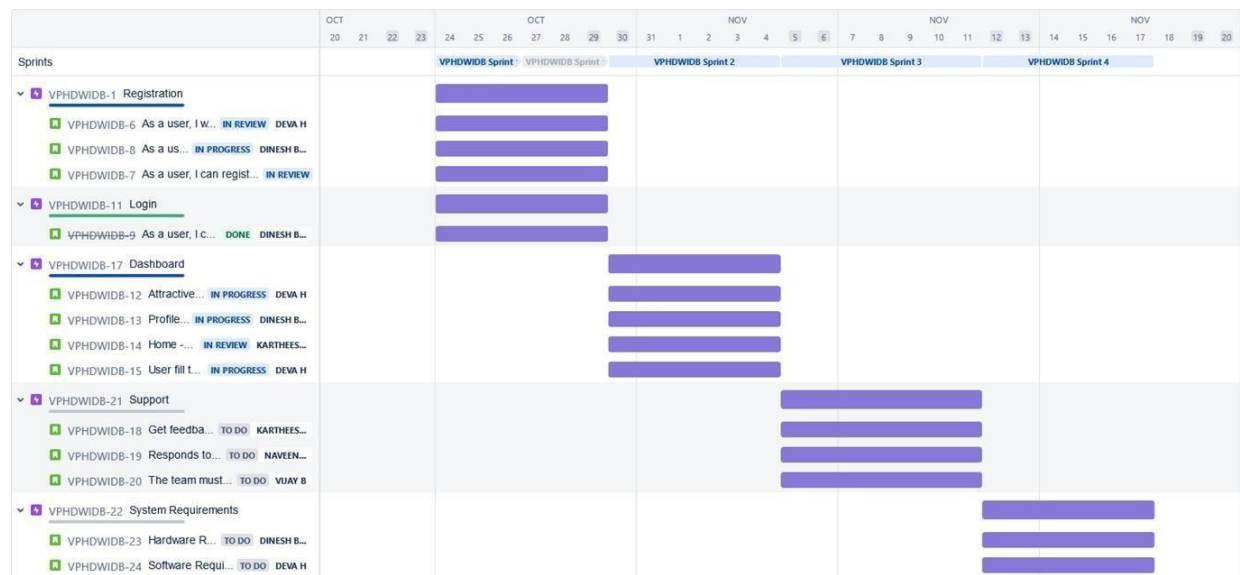 OCT OCT NOV NOV NOV
20 21 22 23 24 25 26 27 28 29 30 31 1 2 3 4 5 6 7 8 9 10 11 12 13 14 15 16 17 18 19 20
Sprints VPHDWIDB Sprint VPHDWIDB Sprint VPHDWIDB Sprint 2 VPHDWIDB Sprint 3 VPHDWIDB Sprint 4
VPHDWIDB-1 Registration
VPHDWIDB-6 As a user, I w... IN REVIEW DEVA H
VPHDWIDB-8 As a us... IN PROGRESS DINESH B...
VPHDWIDB-7 As a user, I can regist... IN REVIEW
VPHDWIDB-11 Login
VPHDWIDB-9 As a user, I c... DONE DINESH B...
VPHDWIDB-17 Dashboard
VPHDWIDB-12 Attractive... IN PROGRESS DEVA H
VPHDWIDB-13 Profile... IN PROGRESS DINESH B...
VPHDWIDB-14 Home -... IN REVIEW KARTHEES...
VPHDWIDB-15 User fill t... IN PROGRESS DEVA H
VPHDWIDB-21 Support
VPHDWIDB-18 Get feedba... TO DO KARTHEES...
VPHDWIDB-19 Responds to... TO DO NAVEEN...
VPHDWIDB-20 The team must... TO DO VIJAY B
VPHDWIDB-22 System Requirements
VPHDWIDB-23 Hardware R... TO DO DINESH B...
VPHDWIDB-24 Software Requi... TO DO DEVA H